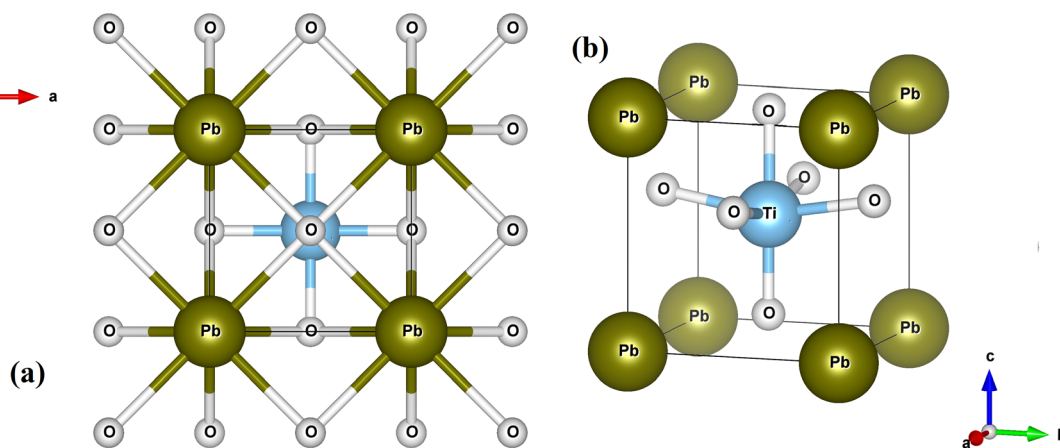 O O O O O
a
O Pb O Pb O
O O O O O
O Pb O Pb O
(a)
O O O O O
(b)
Pb Pb
Pb O Pb
O
O O Ti O
Pb O Pb
Pb Pb
c
a